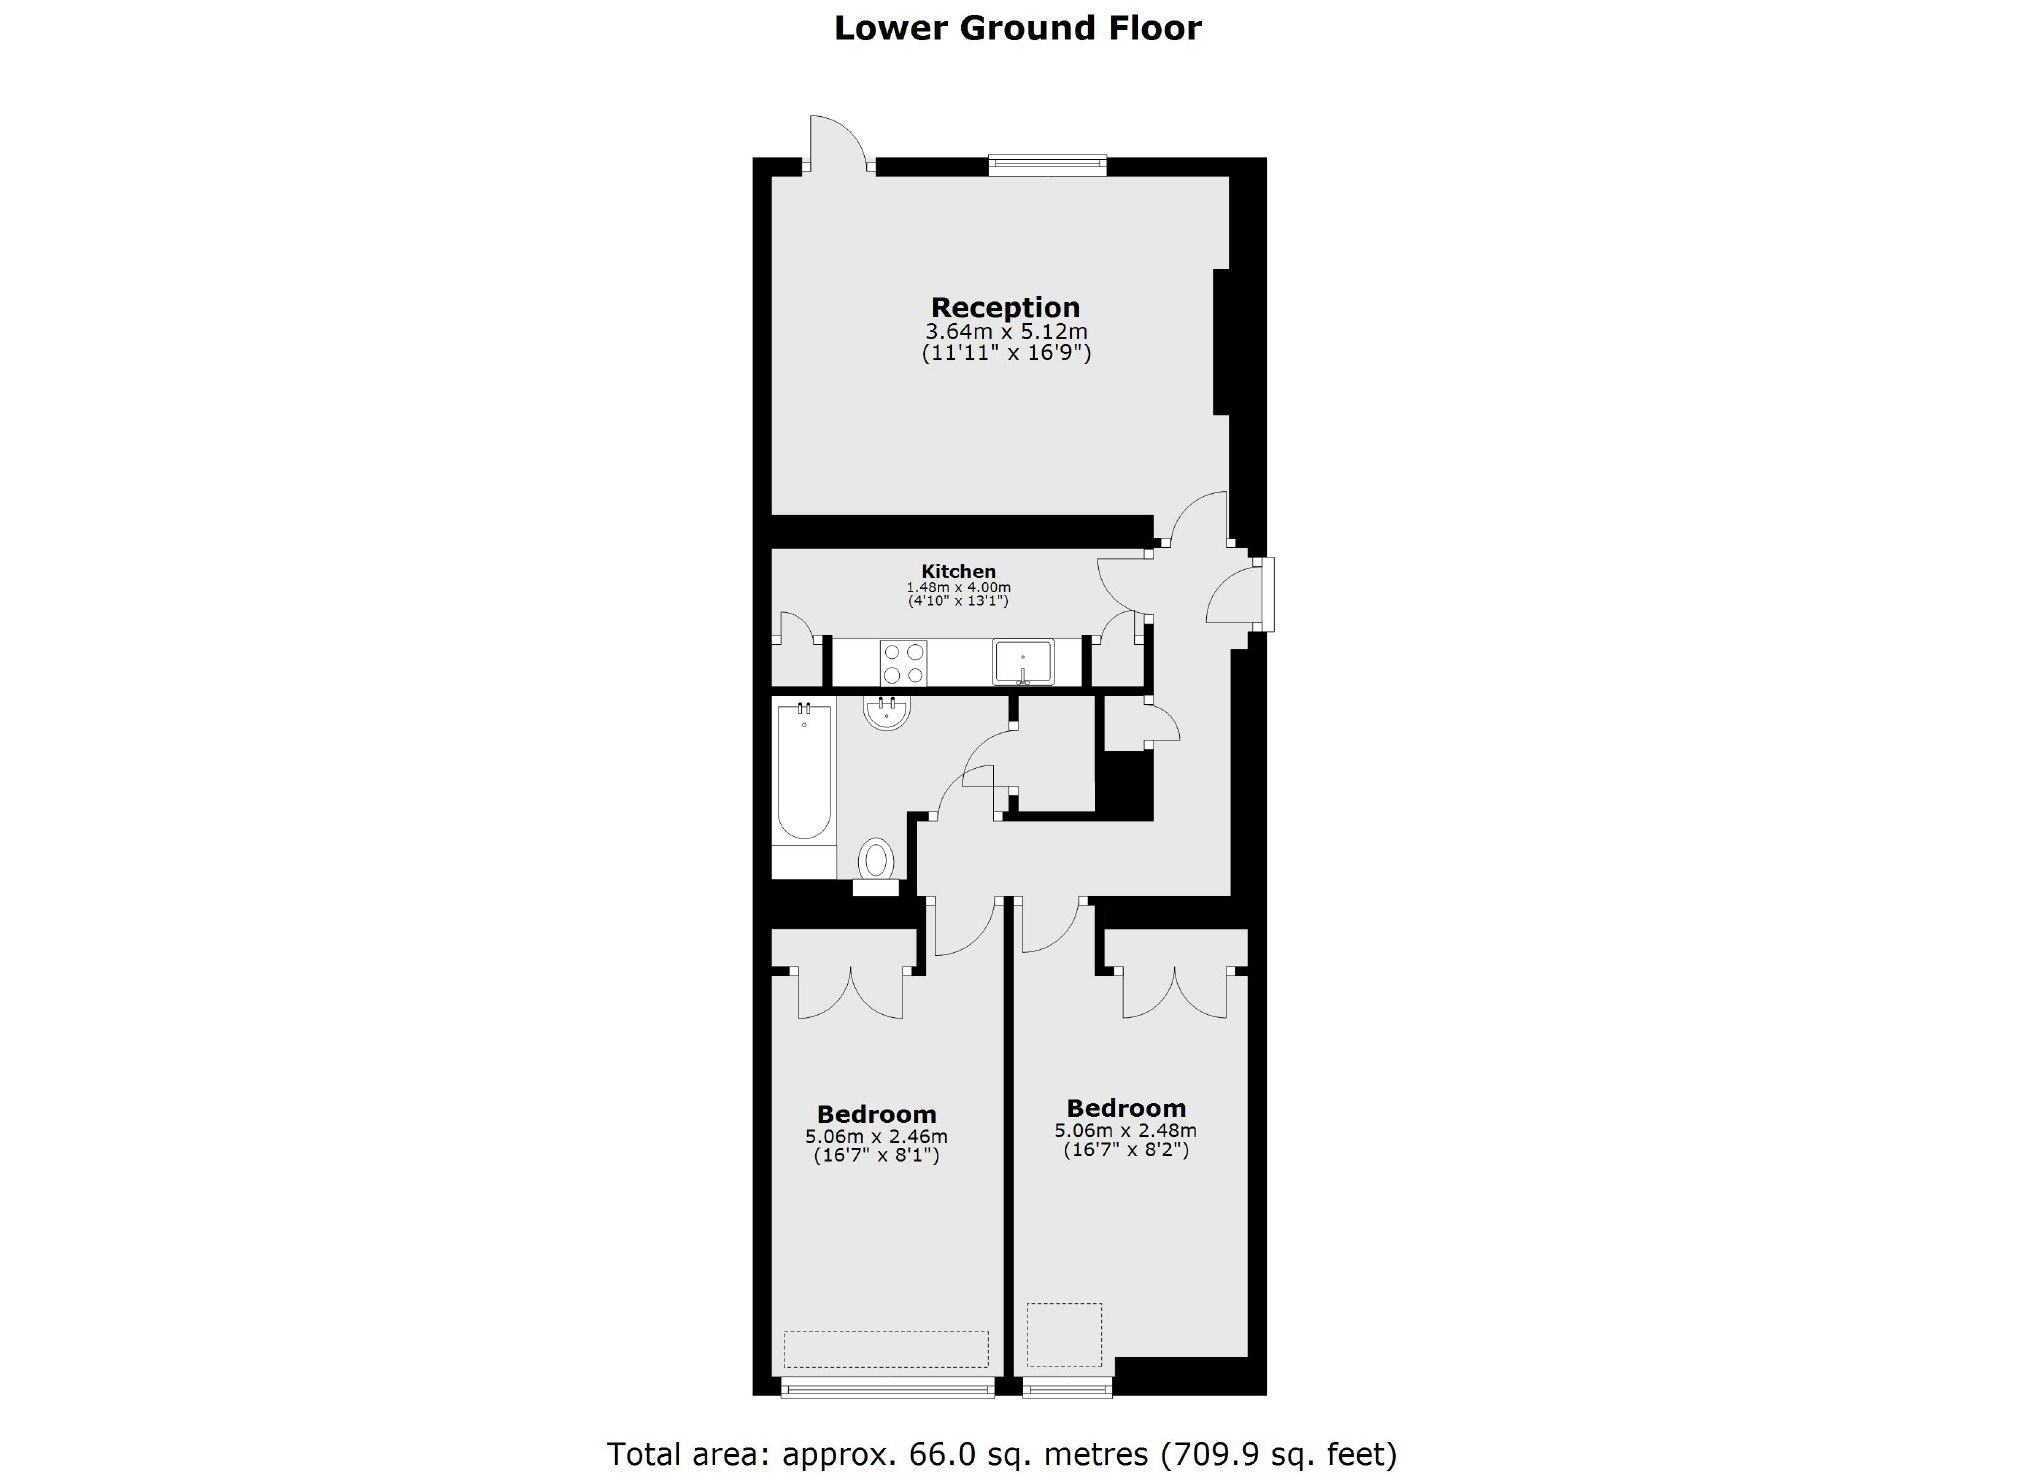 Lower Ground Floor
Reception
3.64m x 5.12m
(11'11" x 16'9")
Kitchen
1.48m x 4.00m
(4'10" x 13'1")
Bedroom
5.06m x 2.46m
(16'7" x 8'1")
Bedroom
5.06m x 2.48m
(16'7" x 8'2")
Total area: approx. 66.0 sq. metres (709.9 sq. feet)